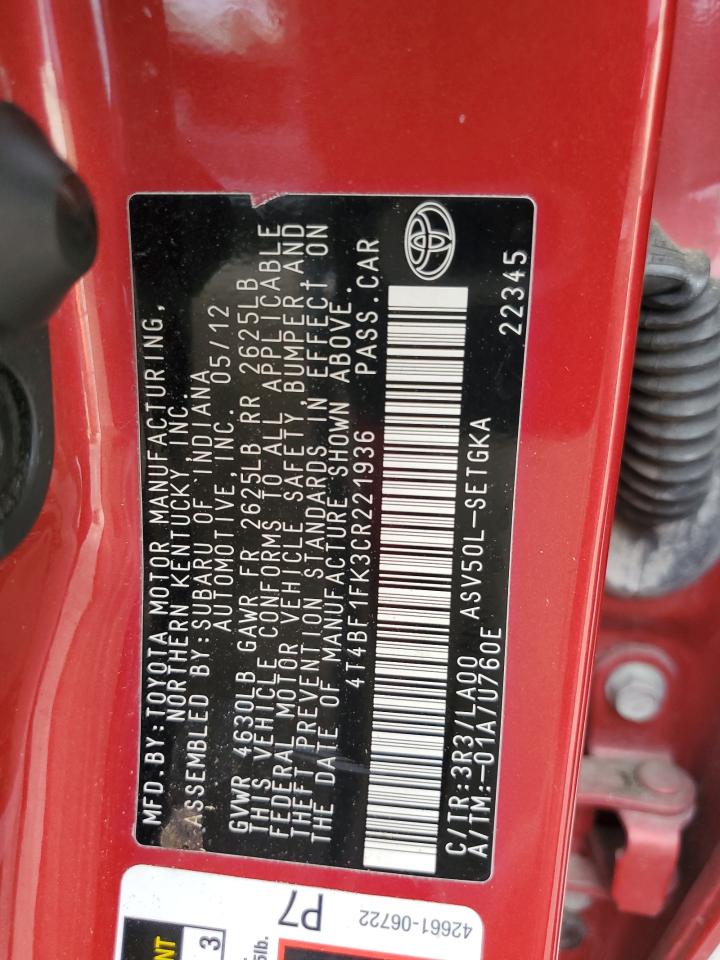 MFD.BY:TOYOTA MOTOR MANUFACTURING,
NORTHERN KENTUCKY INC.
ASSEMBLED BY:SUBARU OF INDIANA
AUTOMOTIVE,INC. 05/12
GVWR 4630LB GAWR FR 2625LB RR 2625LB
THIS VEHICLE CONFORMS TO ALL APPLICABLE
FEDERAL MOTOR VEHICLE SAFETY,BUMPER AND
THEFT PREVENTION STANDARDS IN EFFECT ON
THE DATE OF MANUFACTURE SHOWN ABOVE.
4T4BF1FK3CR221936 PASS.CAR
C/TR:3R3/LA00 ASV50L-SETGKA
A/TM:-01A/U760E 22345
P7
42661-06722
3